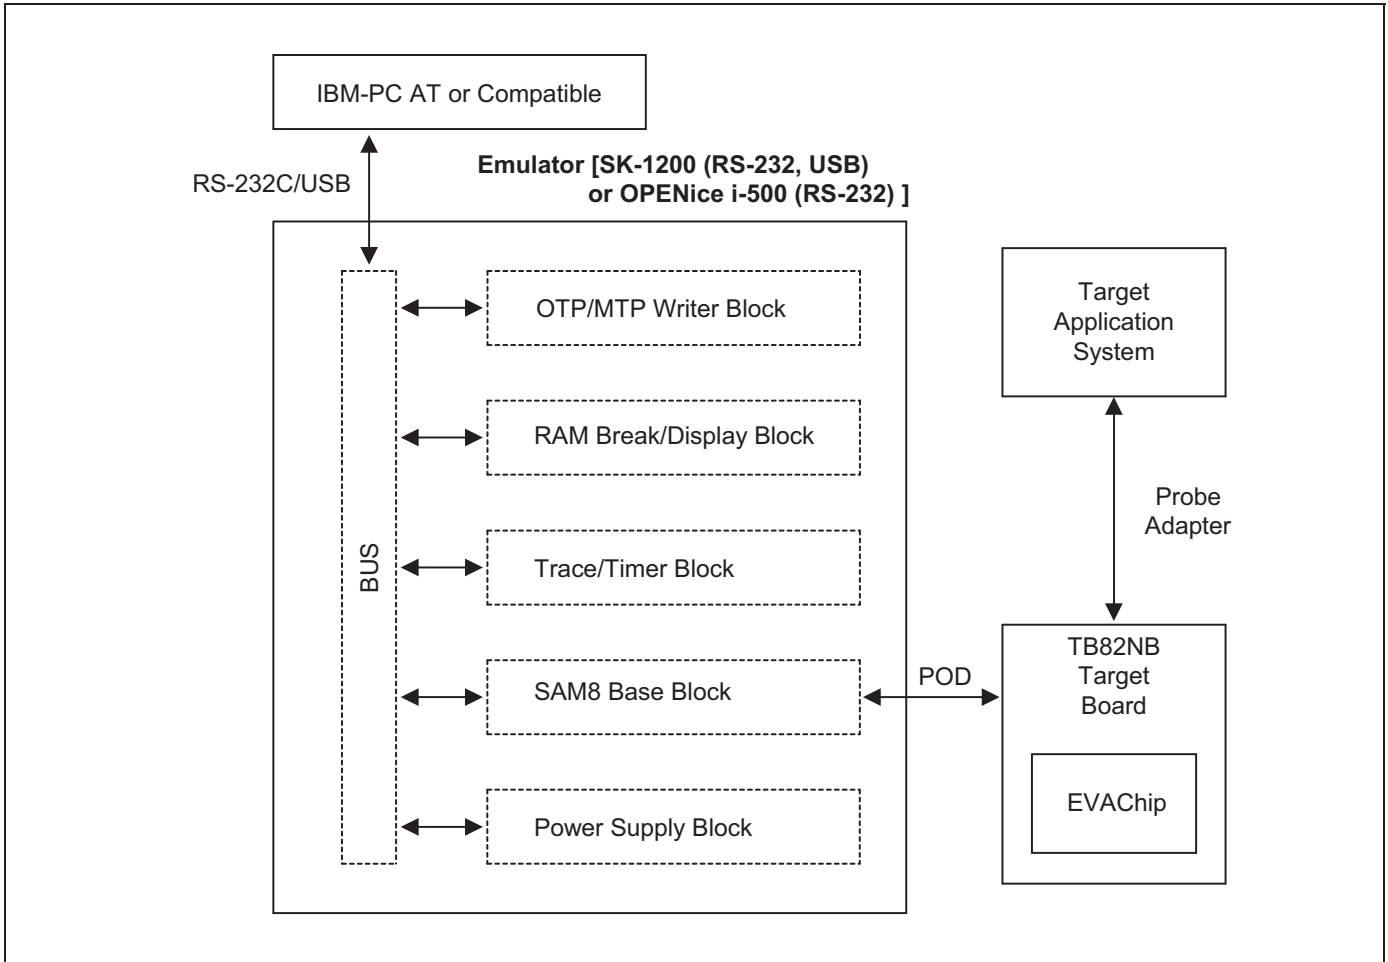 IBM-PC AT or Compatible
RS-232C/USB
Emulator [SK-1200 (RS-232, USB)
or OPENice i-500 (RS-232) ]
BUS
OTP/MTP Writer Block
RAM Break/Display Block
Trace/Timer Block
SAM8 Base Block
Power Supply Block
POD
Target
Application
System
Probe
Adapter
TB82NB
Target
Board
EVAChip